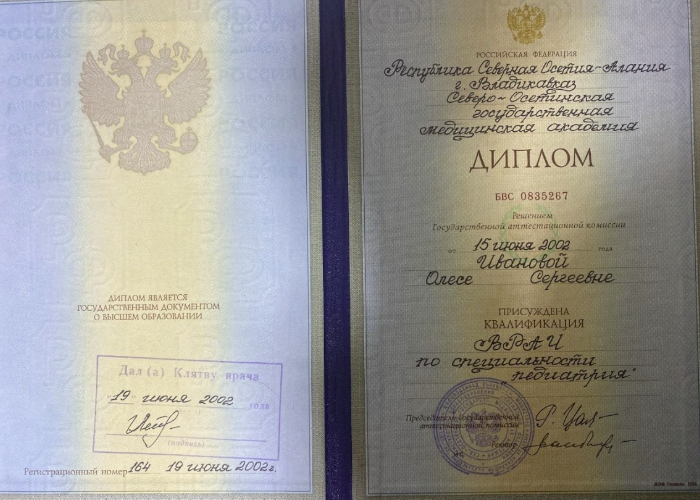 ДИПЛОМ ЯВЛЯЕТСЯ
ГОСУДАРСТВЕННЫМ ДОКУМЕНТОМ
О ВЫСШЕМ ОБРАЗОВАНИИ
Дал (а) Клятву врача
"19" июня 2002 года
(подпись)
Регистрационный номер 164 19 июня 2002г.
РОССИЙСКАЯ ФЕДЕРАЦИЯ
Республика Северная Осетия-Алания
г. Владикавказ
Северо-Осетинская
государственная
медицинская академия
ДИПЛОМ
БВС 0835267
Решением
Государственной аттестационной комиссии
от 15 июня 2002 года
Ивановой
Олесе Сергеевне
ПРИСУЖДЕНА
КВАЛИФИКАЦИЯ
"ВРАЧ
по специальности
педиатрия"
Председатель Государственной
аттестационной комиссии
Ректор